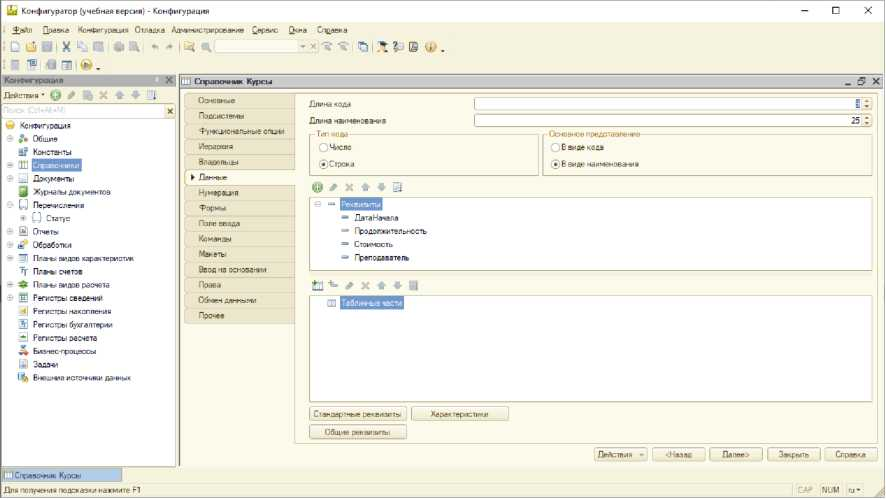 Конфигуратор (учебная версия) - Конфигурация
Файл Правка Конфигурация Отладка Администрирование Сервис Окна Справка
Конфигурация
Действия
Поиск (Ctrl+Alt+M)
Конфигурация
Общие
Константы
Справочники
Документы
Журналы документов
Перечисления
Статус
Отчеты
Обработки
Планы видов характеристик
Планы счетов
Планы видов расчета
Регистры сведений
Регистры накопления
Регистры бухгалтерии
Регистры расчета
Бизнес-процессы
Задачи
Внешние источники данных
Справочник Курсы
Основные
Подсистемы
Функциональные опции
Иерархия
Владельцы
Данные
Нумерация
Формы
Поле ввода
Команды
Макеты
Ввод на основании
Права
Обмен данными
Прочее
Длина кода
Длина наименования 25
Тип кода
Число
Строка
Основное представление
В виде кода
В виде наименования
Реквизиты
ДатаНачала
Продолжительность
Стоимость
Преподаватель
Табличные части
Стандартные реквизиты Характеристики
Общие реквизиты
Действия <Назад Далее> Закрыть Справка
Справочник Курсы
Для получения подсказки нажмите F1 CAP NUM ru